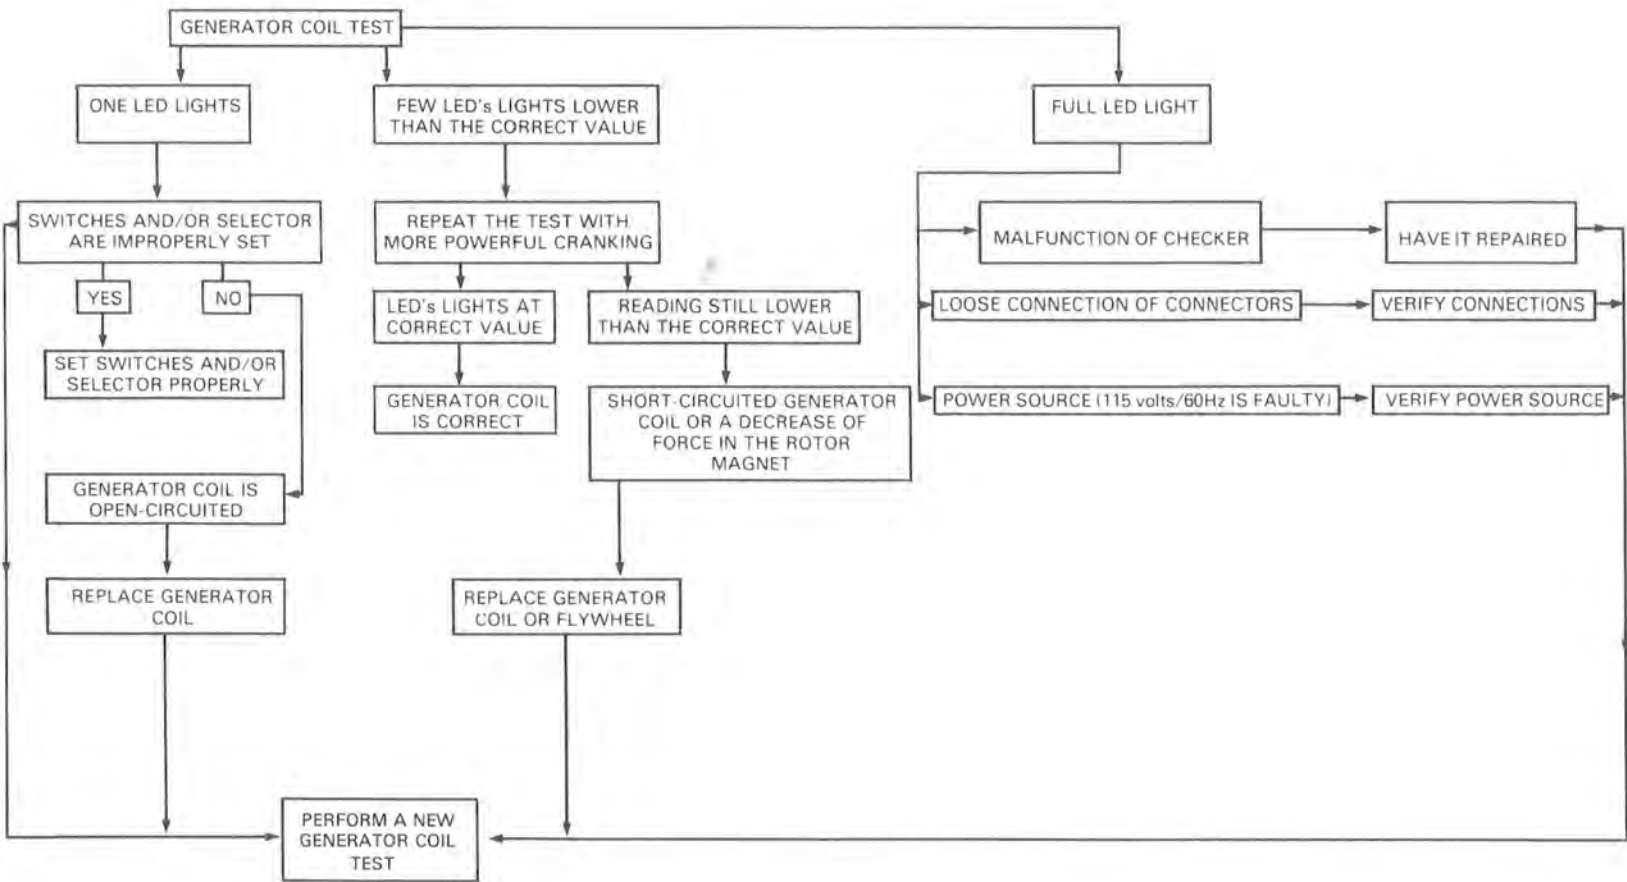 GENERATOR COIL TEST
ONE LED LIGHTS
FEW LED's LIGHTS LOWER
THAN THE CORRECT VALUE
FULL LED LIGHT
SWITCHES AND/OR SELECTOR
ARE IMPROPERLY SET
REPEAT THE TEST WITH
MORE POWERFUL CRANKING
MALFUNCTION OF CHECKER
HAVE IT REPAIRED
YES
NO
LED's LIGHTS AT
CORRECT VALUE
READING STILL LOWER
THAN THE CORRECT VALUE
LOOSE CONNECTION OF CONNECTORS
VERIFY CONNECTIONS
SET SWITCHES AND/OR
SELECTOR PROPERLY
GENERATOR COIL
IS CORRECT
SHORT-CIRCUITED GENERATOR
COIL OR A DECREASE OF
FORCE IN THE ROTOR
MAGNET
POWER SOURCE (115 volts/60Hz IS FAULTY)
VERIFY POWER SOURCE
GENERATOR COIL IS
OPEN-CIRCUITED
REPLACE GENERATOR
COIL
REPLACE GENERATOR
COIL OR FLYWHEEL
PERFORM A NEW
GENERATOR COIL
TEST